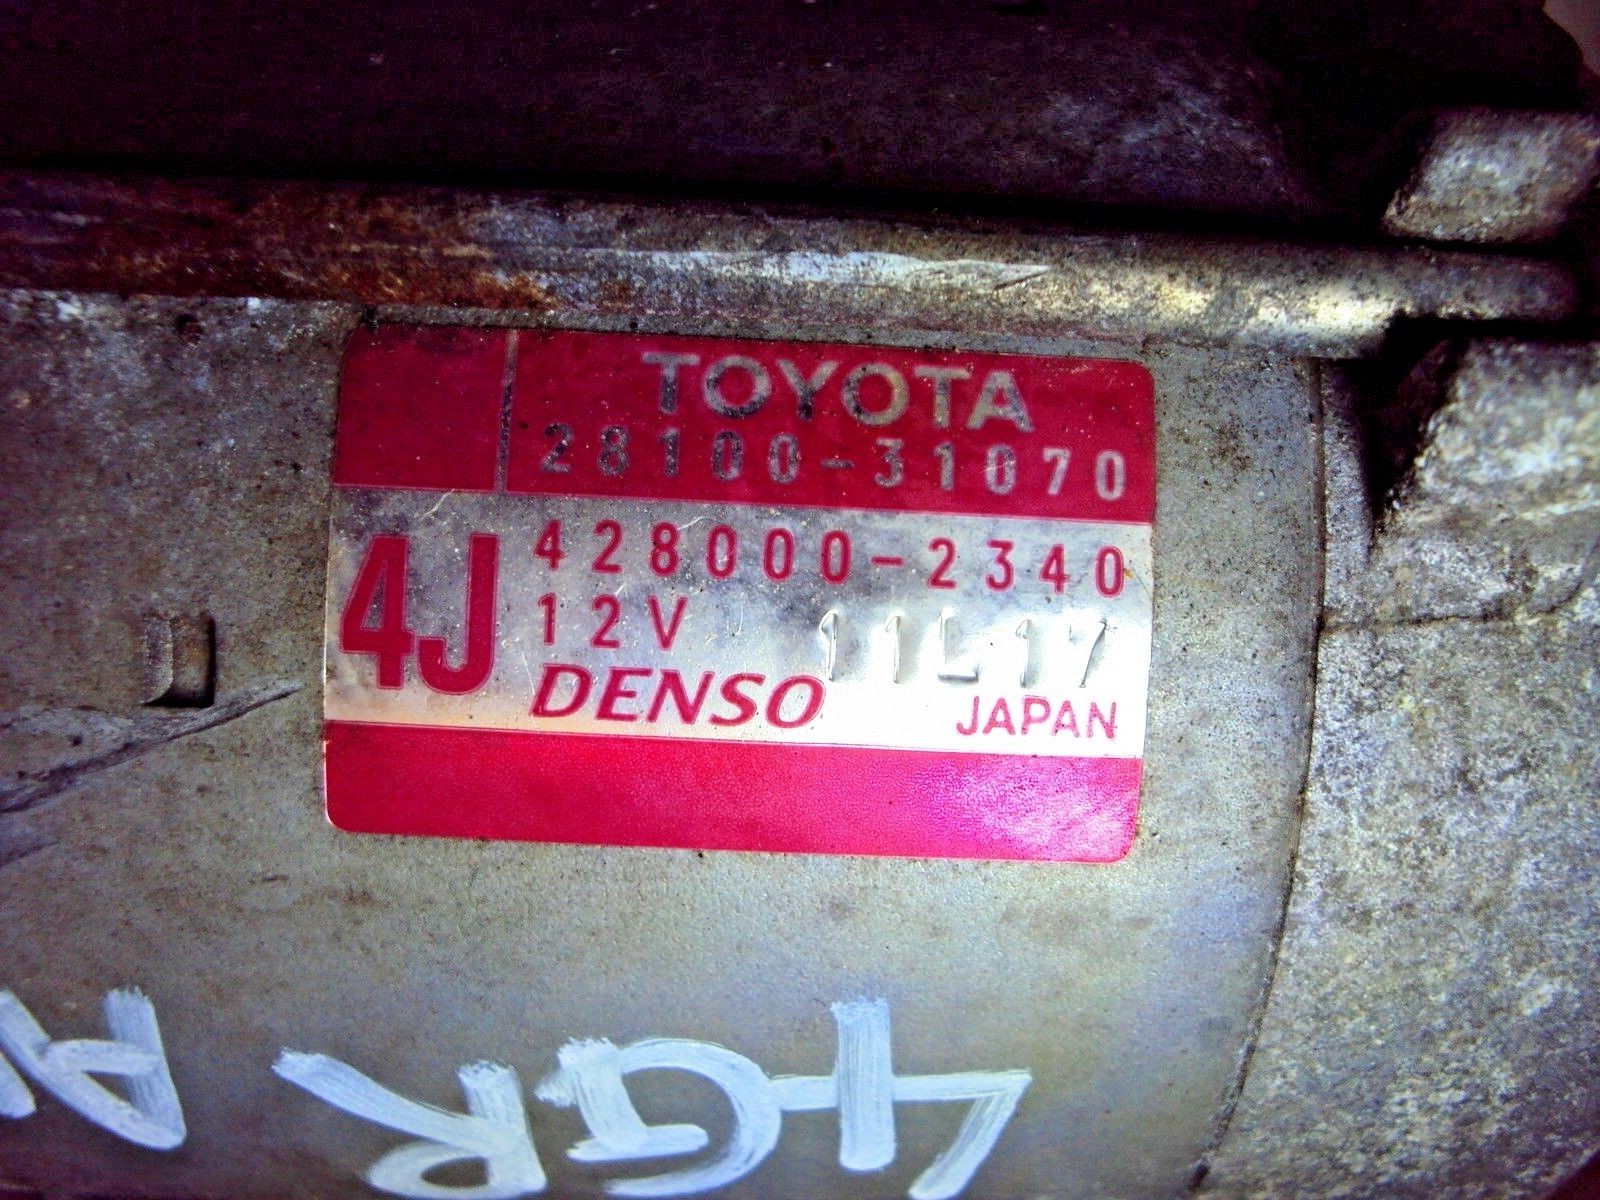 TOYOTA
28100-31070
4J
428000-2340
12V 11L17
DENSO JAPAN
4GR